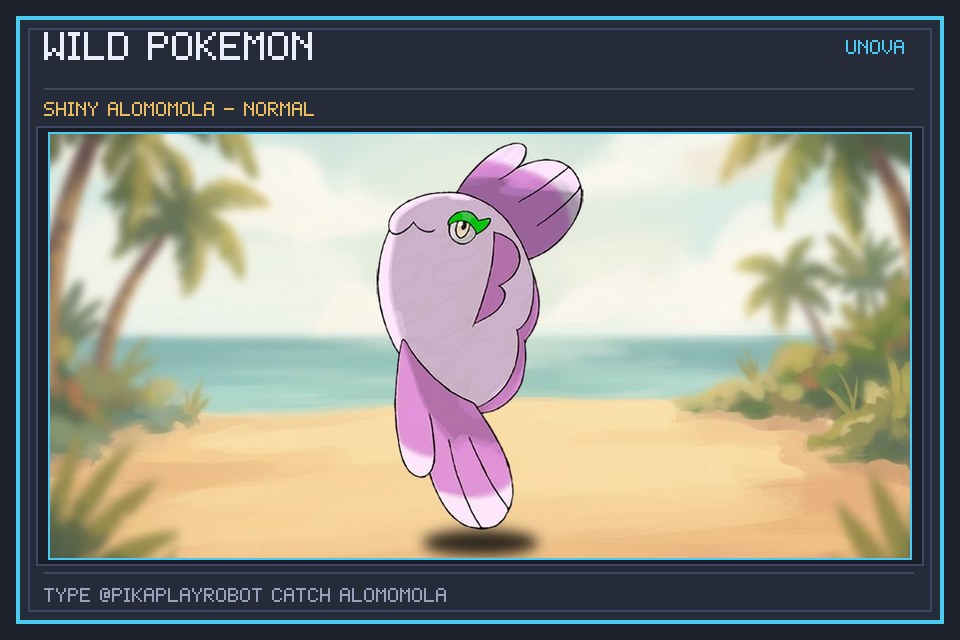 WILD POKEMON
UNOVA
SHINY ALOMOMOLA - NORMAL
TYPE @PIKAPLAYROBOT CATCH ALOMOMOLA